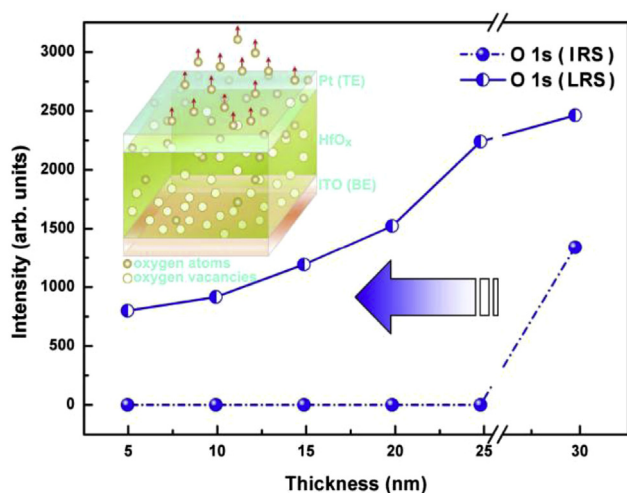 3000
2500
2000
1500
1000
500
0
Intensity (arb. units)
Pt (TE)
HfOx
ITO (BE)
oxygen atoms
oxygen vacancies
O 1s (IRS)
O 1s (LRS)
5 10 15 20 25 30
Thickness (nm)